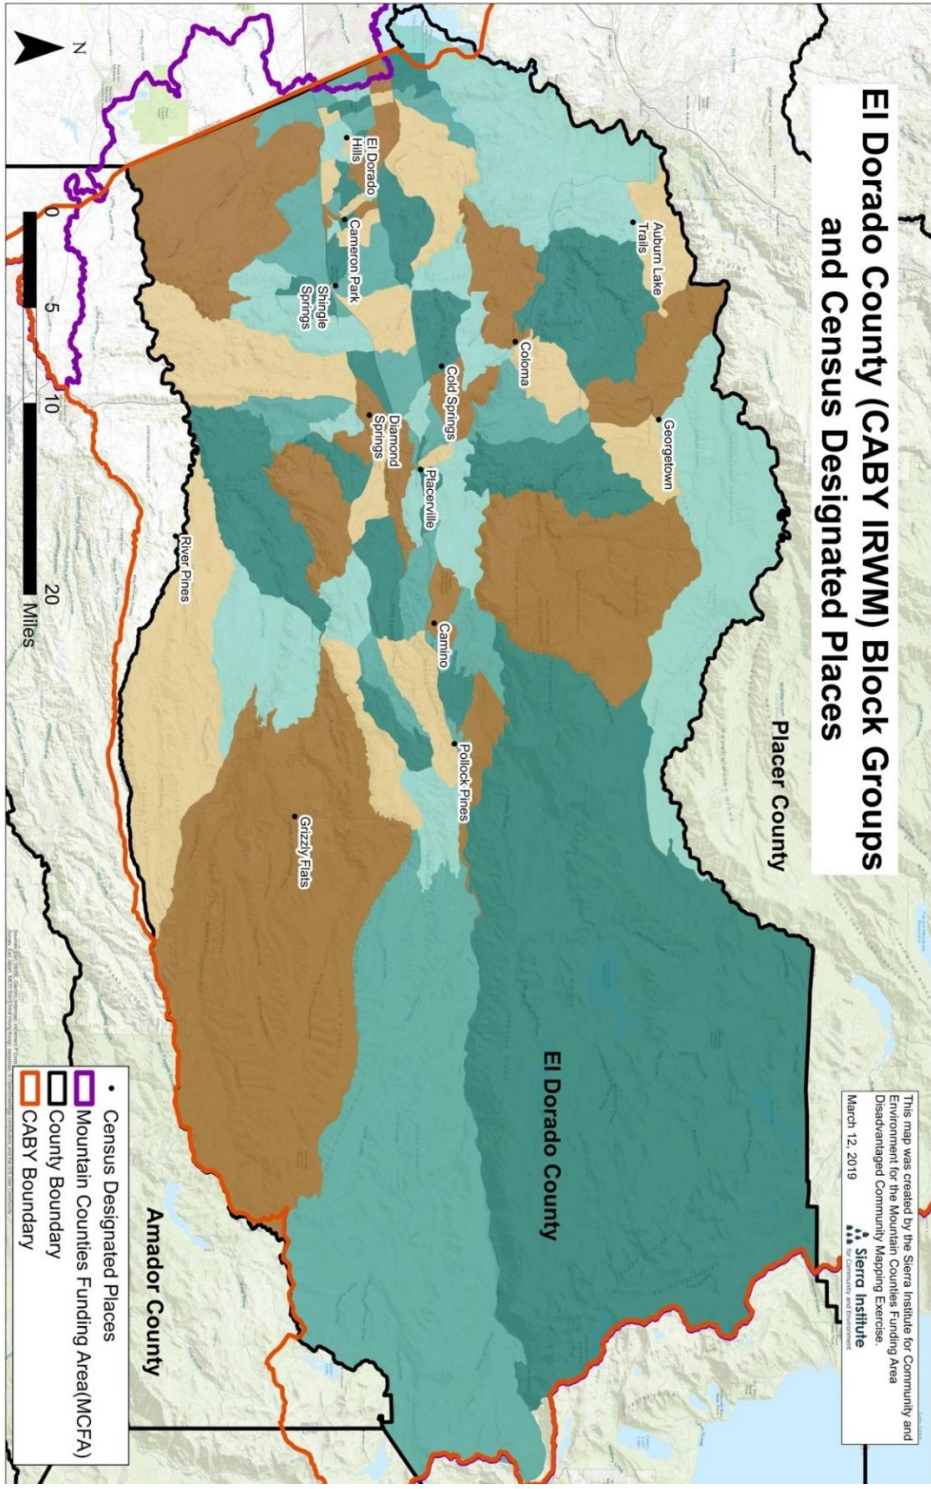 El Dorado County (CABY IRWM) Block Groups
and Census Designated Places
This map was created by the Sierra Institute for Community and
Environment for the Mountain Counties Funding Area
Disadvantaged Community Mapping Exercise.
March 12, 2019
Sierra Institute
for Community and Environment
Placer County
Auburn Lake
Trails
Georgetown
Coloma
El Dorado County
Cold Springs
El Dorado
Hills
Cameron Park
Shingle
Springs
Diamond
Springs
Placerville
Camino
Pollock Pines
Grizzly Flats
River Pines
Amador County
N
0 5 10 20
Miles
Census Designated Places
Mountain Counties Funding Area(MCFA)
County Boundary
CABY Boundary